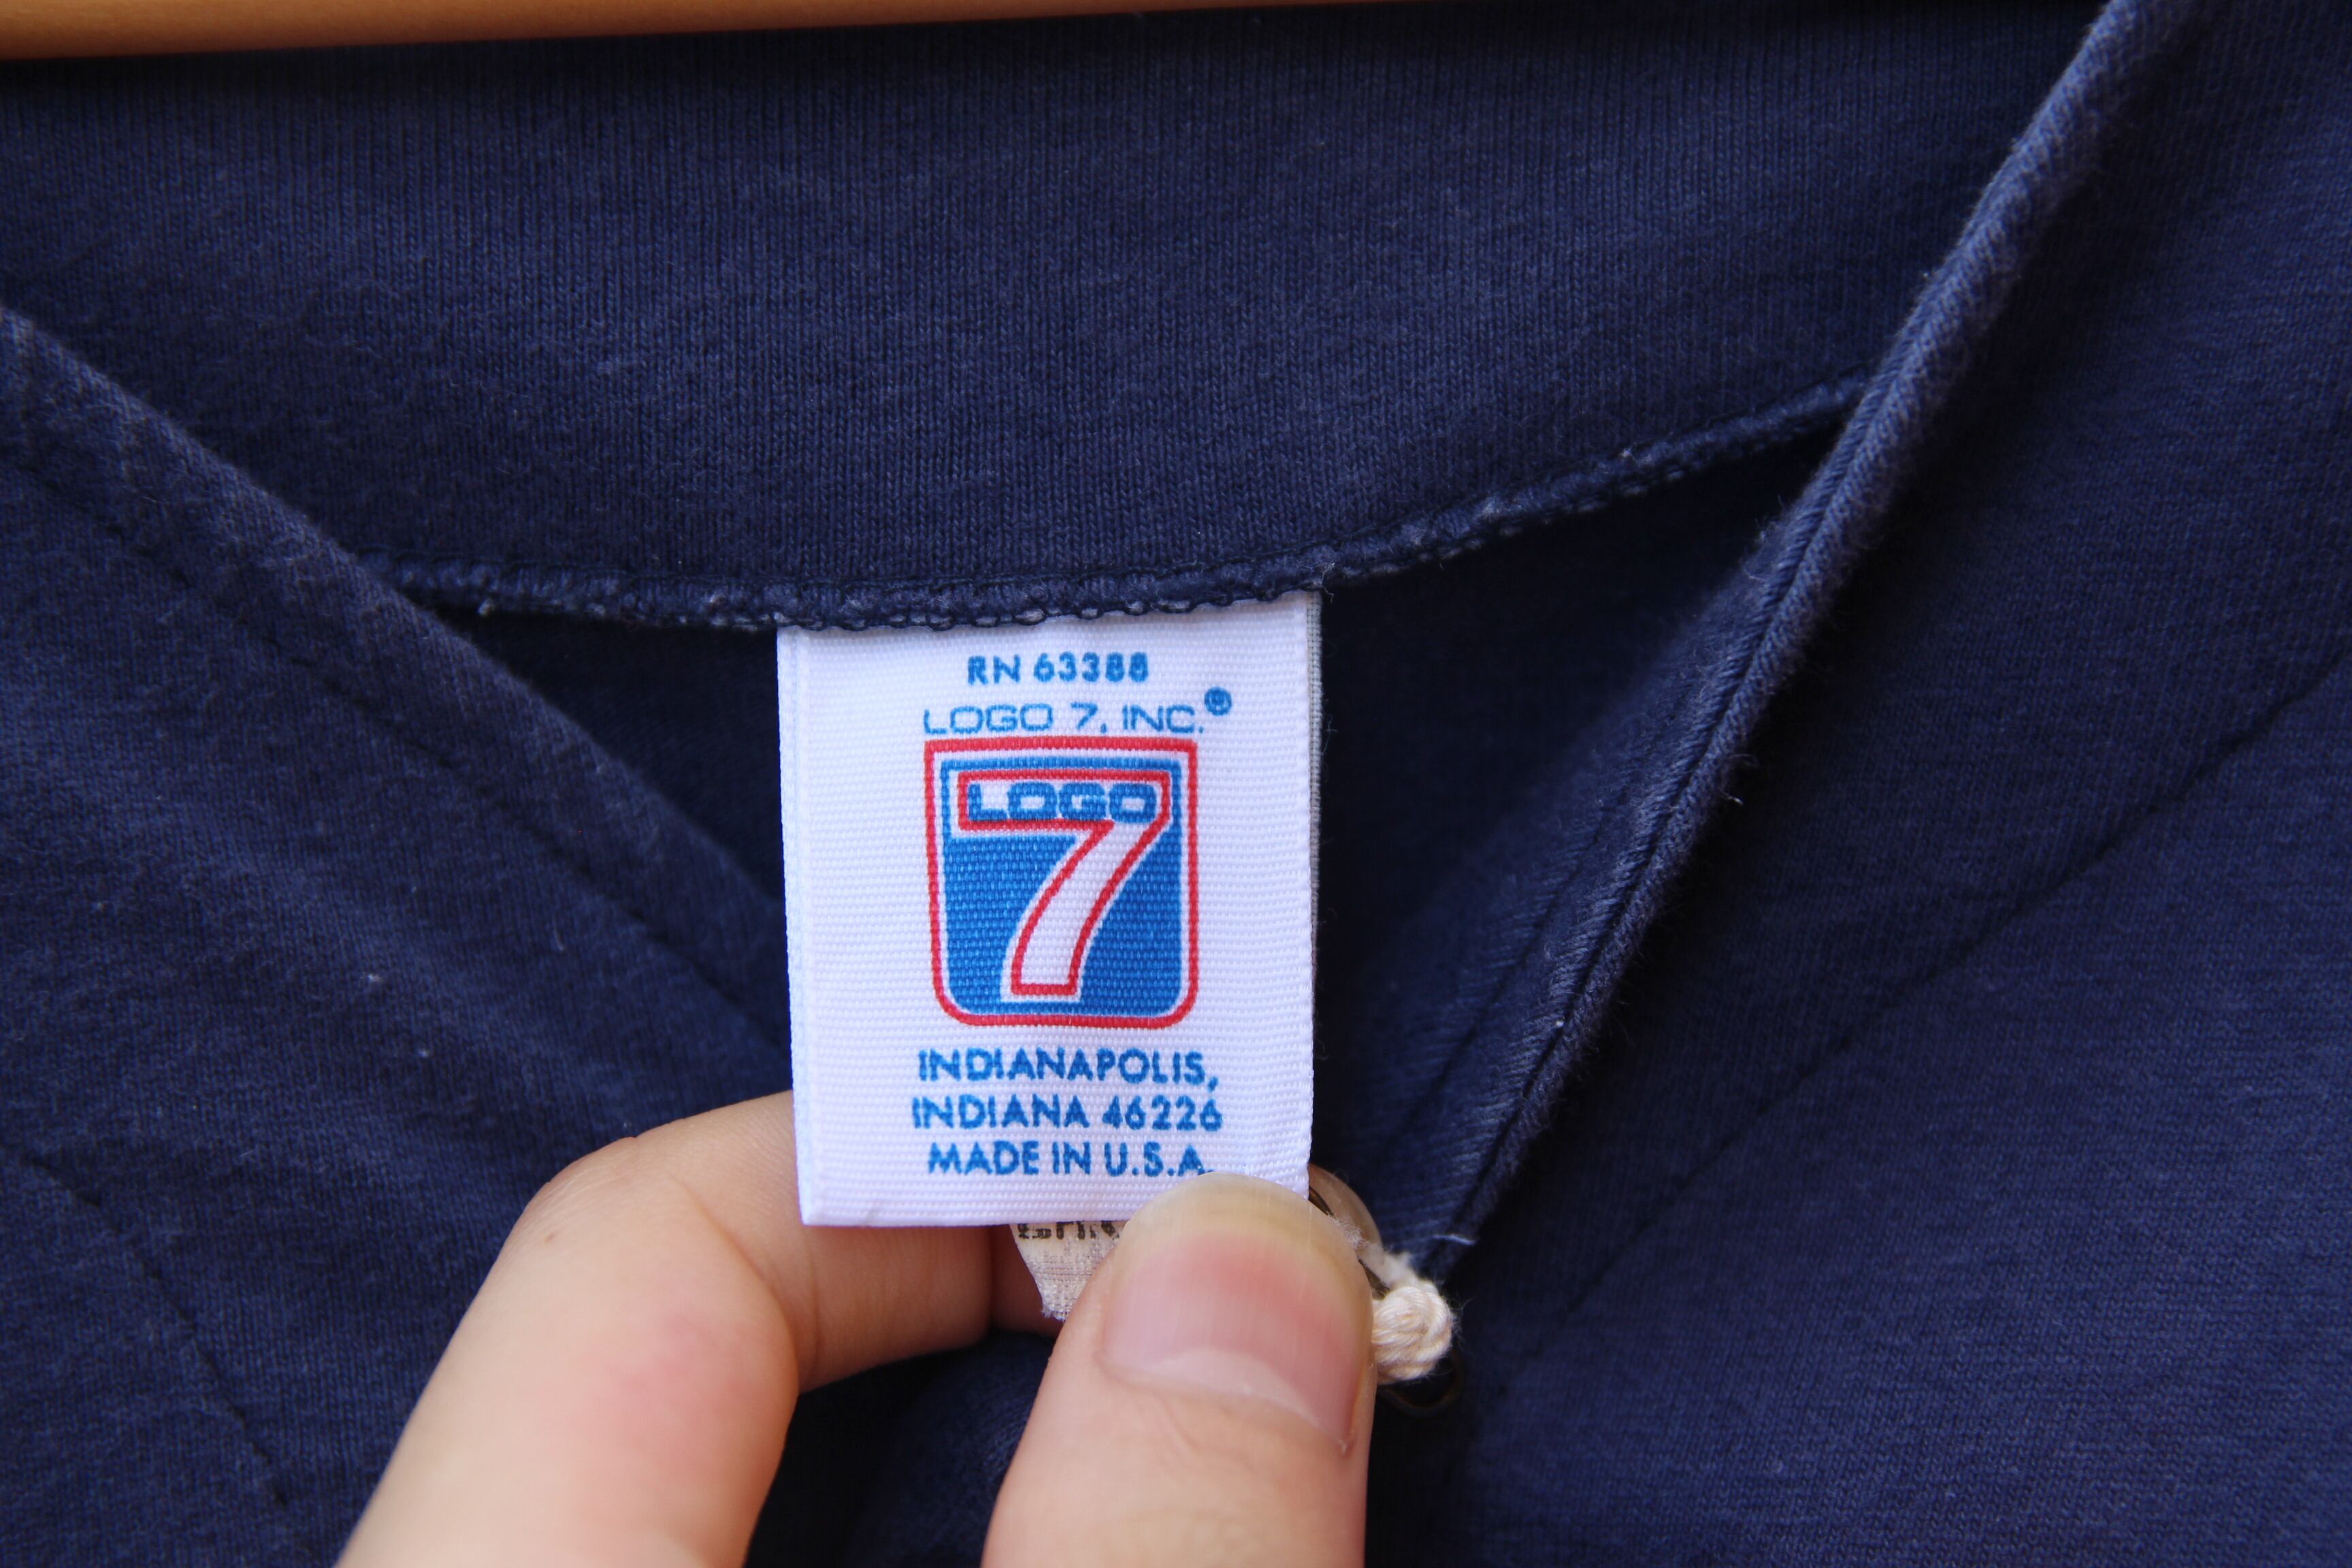 RN 63388
LOGO 7, INC.®
LOGO
7
INDIANAPOLIS,
INDIANA 46226
MADE IN U.S.A.